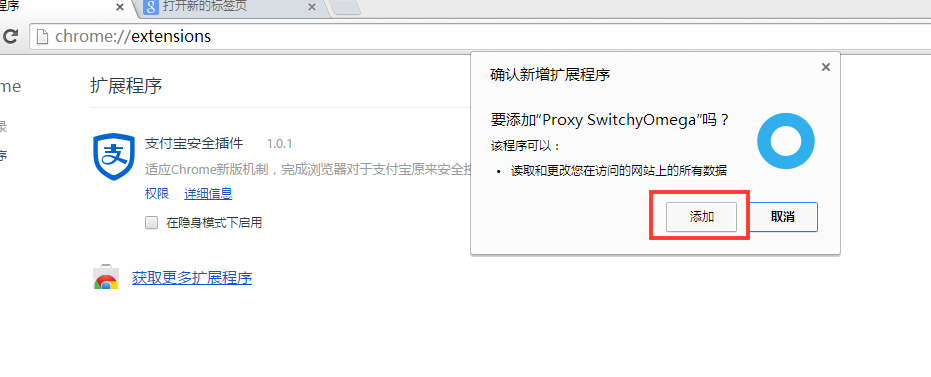 程序
打开新的标签页
chrome://extensions
me
扩展程序
录
序
支付宝安全插件 1.0.1
适应Chrome新版机制，完成浏览器对于支付宝原来安全控
权限 详细信息
在隐身模式下启用
获取更多扩展程序
确认新增扩展程序
要添加“Proxy SwitchyOmega”吗？
该程序可以：
• 读取和更改您在访问的网站上的所有数据
添加 取消